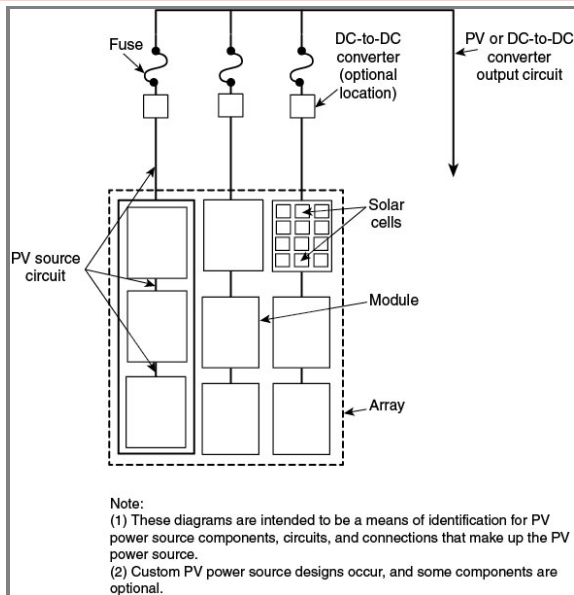 Fuse
DC-to-DC
converter
(optional
location)
PV or DC-to-DC
converter
output circuit
Solar
cells
PV source
circuit
Module
Array
Note:
(1) These diagrams are intended to be a means of identification for PV
power source components, circuits, and connections that make up the PV
power source.
(2) Custom PV power source designs occur, and some components are
optional.